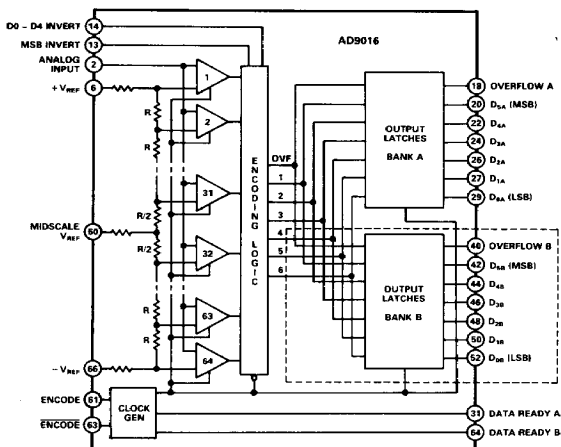 AD9016
D0 – D4 INVERT 14
MSB INVERT 13
ANALOG INPUT 2
+ VREF 6
MIDSCALE VREF 60
– VREF 66
ENCODE 61
ENCODE 63
R
R
R/2
R/2
R
R
1
2
31
32
63
64
ENCODING LOGIC
OVF
1
2
3
4
5
6
OUTPUT LATCHES BANK A
OUTPUT LATCHES BANK B
CLOCK GEN
18 OVERFLOW A
20 D5A (MSB)
22 D4A
24 D3A
26 D2A
27 D1A
29 D0A (LSB)
40 OVERFLOW B
42 D5B (MSB)
44 D4B
46 D3B
48 D2B
50 D1B
52 D0B (LSB)
31 DATA READY A
64 DATA READY B